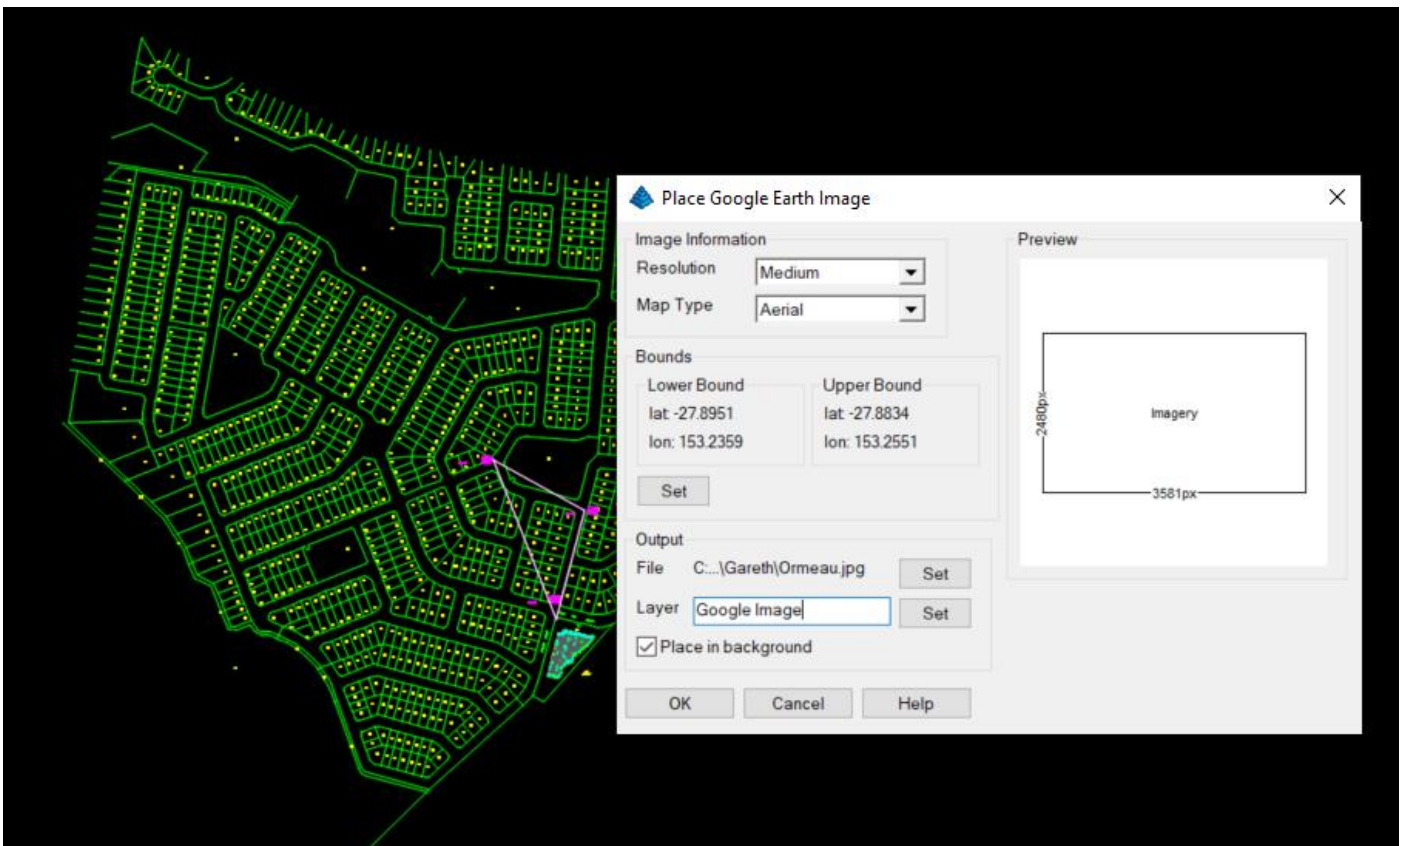 Place Google Earth Image
Image Information
Resolution
Medium
Map Type
Aerial
Bounds
Lower Bound
lat -27.8951
lon: 153.2359
Upper Bound
lat -27.8834
lon: 153.2551
Set
Output
File C:...\Gareth\Ormeau.jpg Set
Layer Google Image Set
Place in background
OK Cancel Help
Preview
2480px
Imagery
3581px